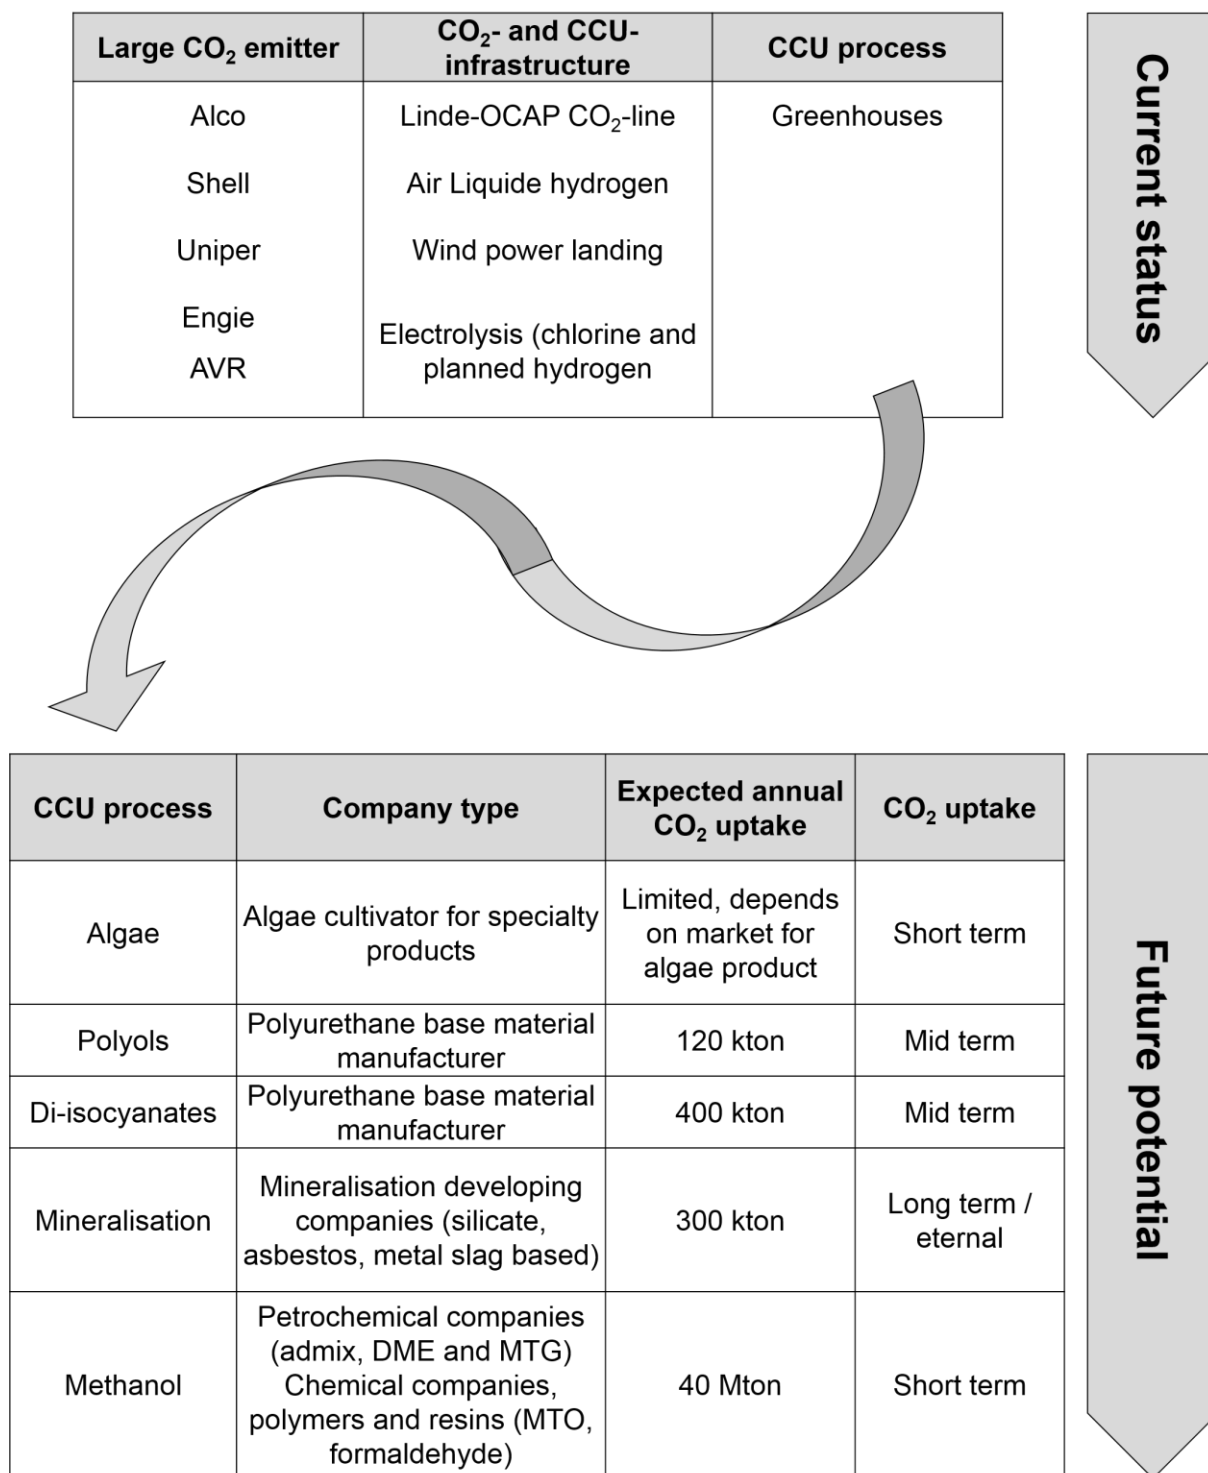 Large CO₂ emitter
CO₂- and CCU-
infrastructure
CCU process
Alco
Linde-OCAP CO₂-line
Greenhouses
Shell
Air Liquide hydrogen
Uniper
Wind power landing
Engie
Electrolysis (chlorine and
planned hydrogen
AVR
Current status
CCU process
Company type
Expected annual
CO₂ uptake
CO₂ uptake
Algae
Algae cultivator for specialty
products
Limited, depends
on market for
algae product
Short term
Polyols
Polyurethane base material
manufacturer
120 kton
Mid term
Di-isocyanates
Polyurethane base material
manufacturer
400 kton
Mid term
Mineralisation
Mineralisation developing
companies (silicate,
asbestos, metal slag based)
300 kton
Long term /
eternal
Methanol
Petrochemical companies
(admix, DME and MTG)
Chemical companies,
polymers and resins (MTO,
formaldehyde)
40 Mton
Short term
Future potential